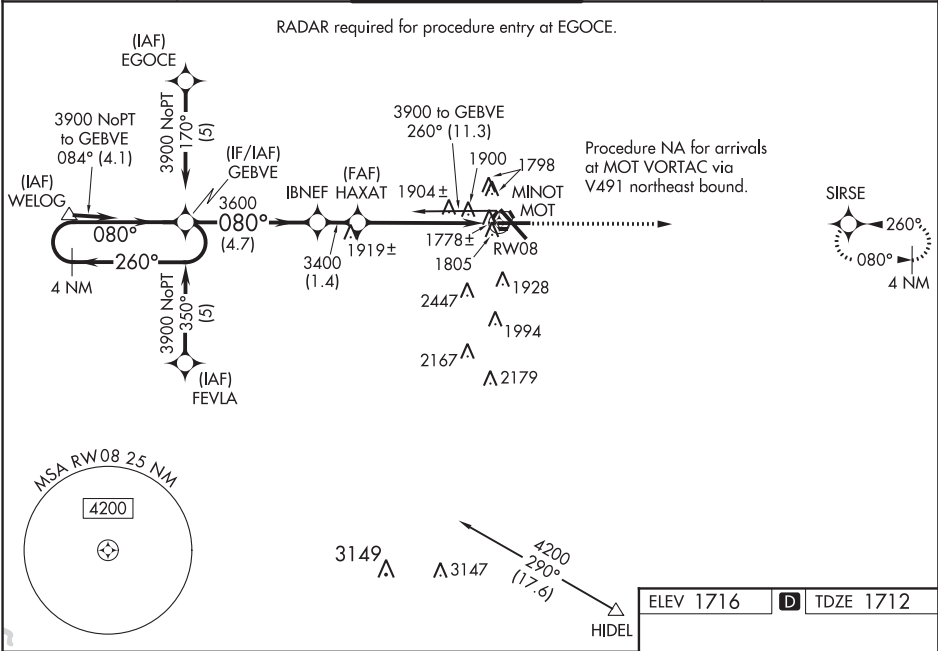 RADAR required for procedure entry at EGOCE.
(IAF)
EGOCE
3900 NoPT
170°
(5)
3900 NoPT
to GEBVE
084° (4.1)
(IAF)
WELOG
(IF/IAF)
GEBVE
3600
080°
(4.7)
080°
260°
4 NM
3900 NoPT
350°
(5)
(IAF)
FEVLA
IBNEF
(FAF)
HAXAT
3400
(1.4)
1919±
3900 to GEBVE
260° (11.3)
1904±
1900
1798
MINOT
MOT
1778±
1805
RW08
1928
2447
1994
2167
2179
Procedure NA for arrivals
at MOT VORTAC via
V491 northeast bound.
SIRSE
260°
080°
4 NM
MSA RW08 25 NM
4200
3149
3147
4200
290°
(17.6)
HIDEL
ELEV 1716 D TDZE 1712